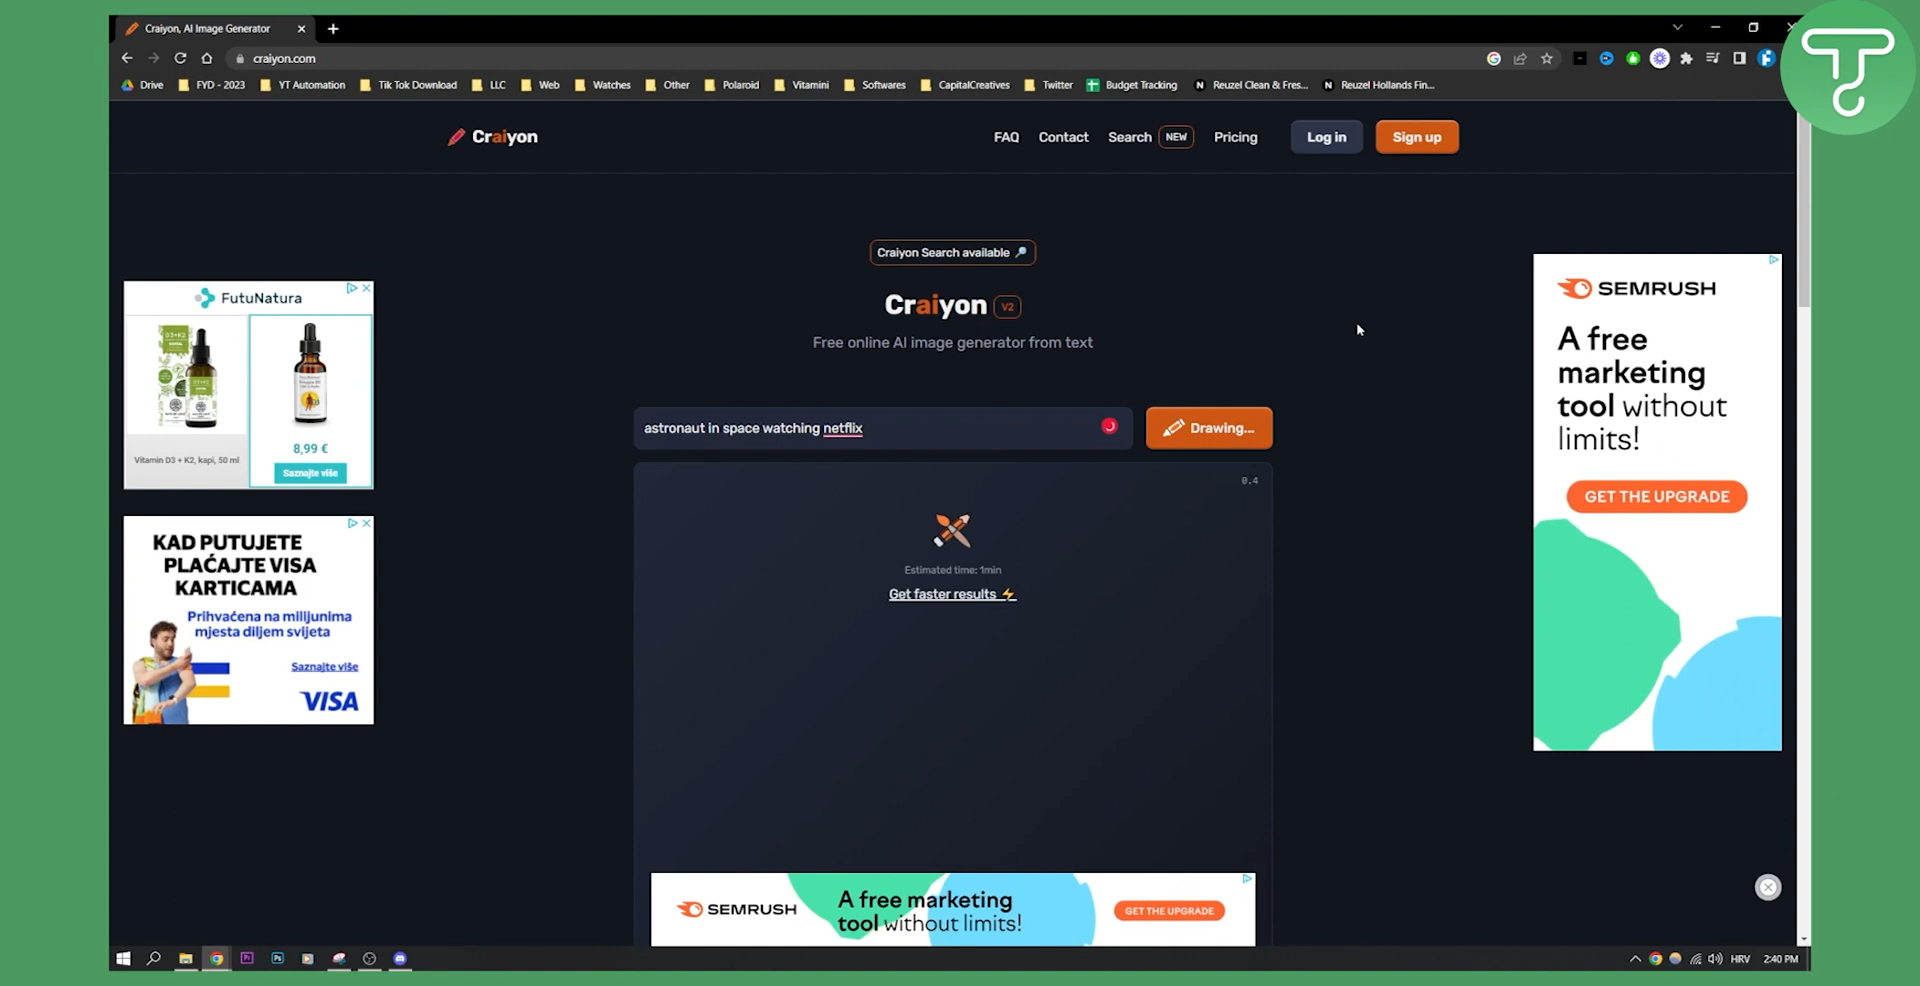 Craiyon, AI Image Generator
craiyon.com
Drive FYD - 2023 YT Automation Tik Tok Download LLC Web Watches Other Polaroid Vitamini Softwares CapitalCreatives Twitter Budget Tracking Reuzel Clean & Fres... Reuzel Hollands Fin...
Craiyon
FAQ Contact Search NEW Pricing Log in Sign up
Craiyon Search available
Craiyon V2
Free online AI image generator from text
astronaut in space watching netflix
Drawing...
0.4
Estimated time: 1min
Get faster results
FutuNatura
D3+K2
Vitamin D3 + K2, kapi, 50 ml
8,99 €
Saznajte više
KAD PUTUJETE
PLAĆAJTE VISA
KARTICAMA
Prihvaćena na milijunima
mjesta diljem svijeta
Saznajte više
VISA
SEMRUSH
A free
marketing
tool without
limits!
GET THE UPGRADE
SEMRUSH
A free marketing
tool without limits!
GET THE UPGRADE
Pr Ps
HRV 2:40 PM